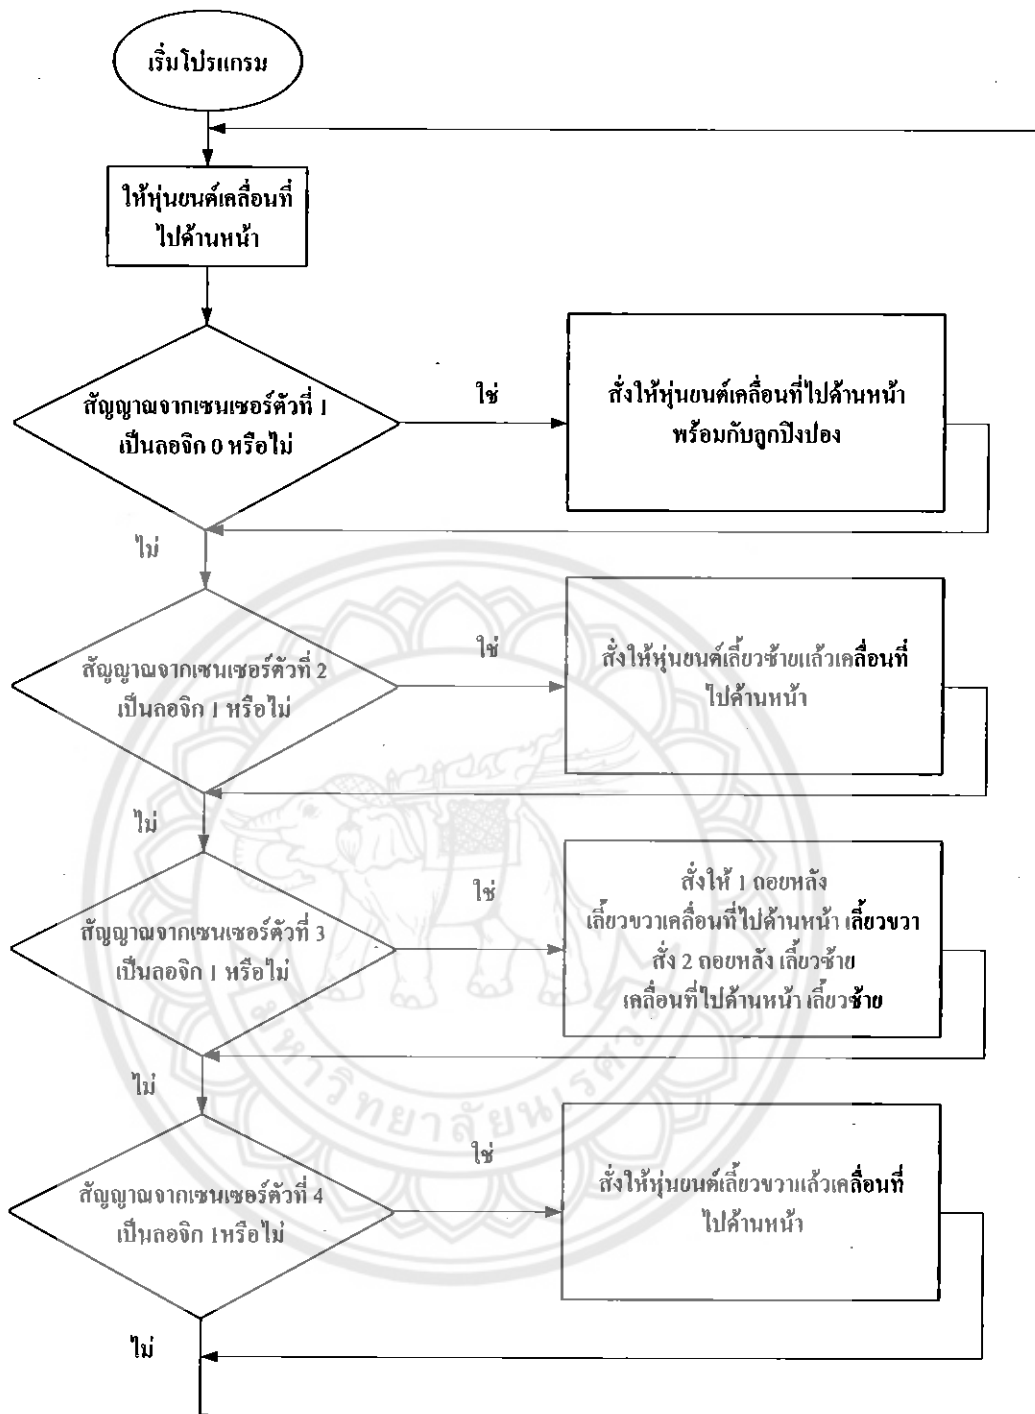 เริ่มโปรแกรม
ให้หุ่นยนต์เคลื่อนที่
ไปด้านหน้า
สัญญาณจากเซนเซอร์ตัวที่ 1
เป็นลอจิก 0 หรือไม่
ใช่
สั่งให้หุ่นยนต์เคลื่อนที่ไปด้านหน้า
พร้อมกับลูกปิงปอง
ไม่
สัญญาณจากเซนเซอร์ตัวที่ 2
เป็นลอจิก 1 หรือไม่
ใช่
สั่งให้หุ่นยนต์เลี้ยวซ้ายแล้วเคลื่อนที่
ไปด้านหน้า
ไม่
สัญญาณจากเซนเซอร์ตัวที่ 3
เป็นลอจิก 1 หรือไม่
ใช่
สั่งให้ 1 ถอยหลัง
เลี้ยวขวาเคลื่อนที่ไปด้านหน้า เลี้ยวขวา
สั่ง 2 ถอยหลัง เลี้ยวซ้าย
เคลื่อนที่ไปด้านหน้า เลี้ยวซ้าย
ไม่
สัญญาณจากเซนเซอร์ตัวที่ 4
เป็นลอจิก 1หรือไม่
ใช่
สั่งให้หุ่นยนต์เลี้ยวขวาแล้วเคลื่อนที่
ไปด้านหน้า
ไม่